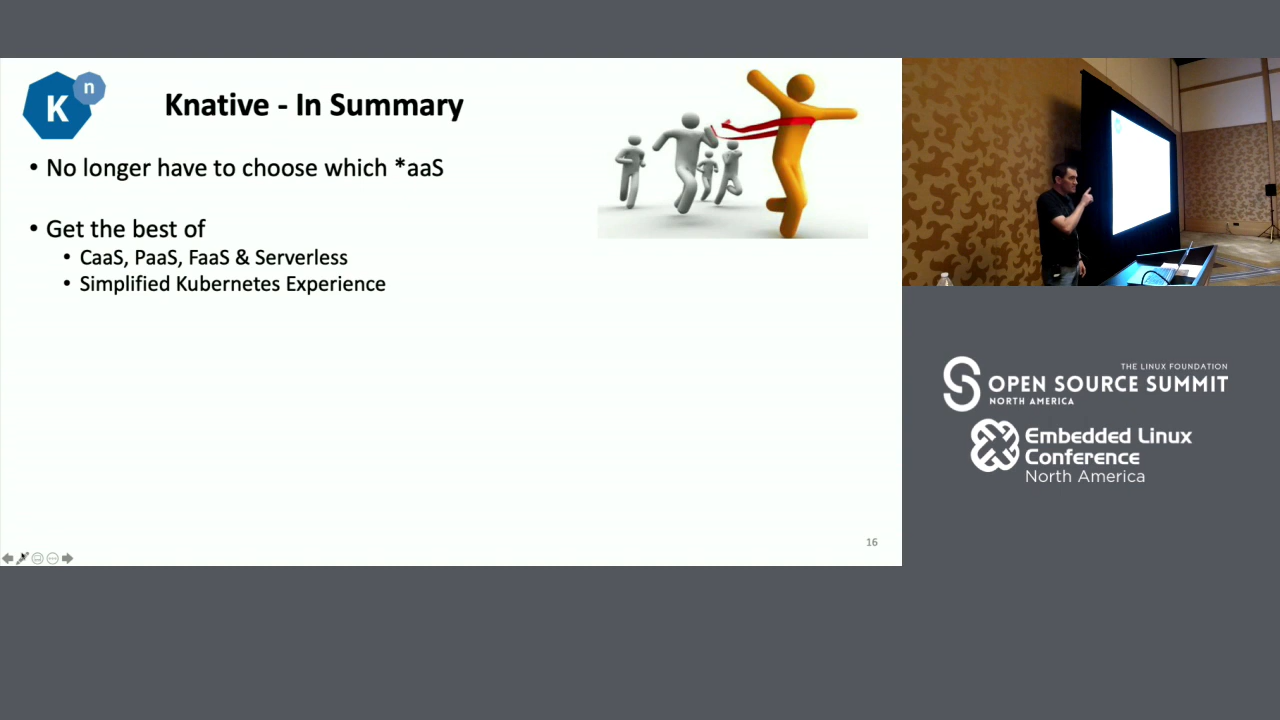 K n
Knative - In Summary
• No longer have to choose which *aaS
• Get the best of
• CaaS, PaaS, FaaS & Serverless
• Simplified Kubernetes Experience
16
THE LINUX FOUNDATION
OPEN SOURCE SUMMIT
NORTH AMERICA
Embedded Linux
Conference
North America